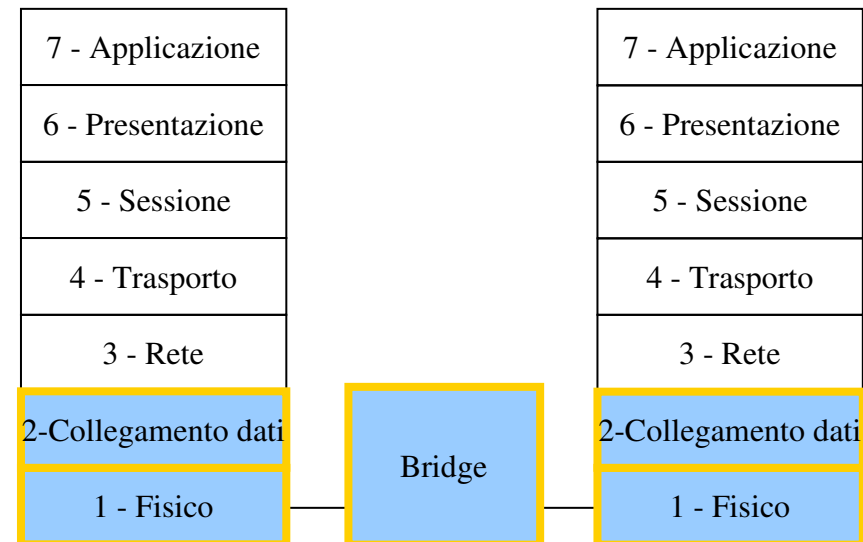 7 - Applicazione
6 - Presentazione
5 - Sessione
4 - Trasporto
3 - Rete
2-Collegamento dati
1 - Fisico
Bridge
7 - Applicazione
6 - Presentazione
5 - Sessione
4 - Trasporto
3 - Rete
2-Collegamento dati
1 - Fisico